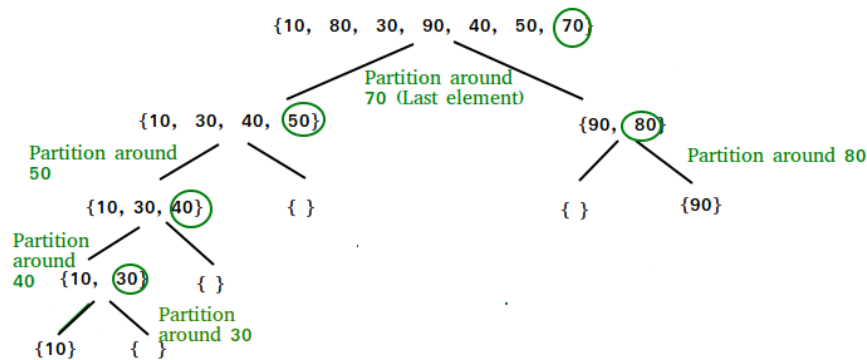 {10, 80, 30, 90, 40, 50, 70}
Partition around
70 (Last element)
{10, 30, 40, 50}
{90, 80}
Partition around
50
Partition around 80
{10, 30, 40}
{ }
{ }
{90}
Partition
around
40
{10, 30}
{ }
Partition
around 30
{10}
{ }